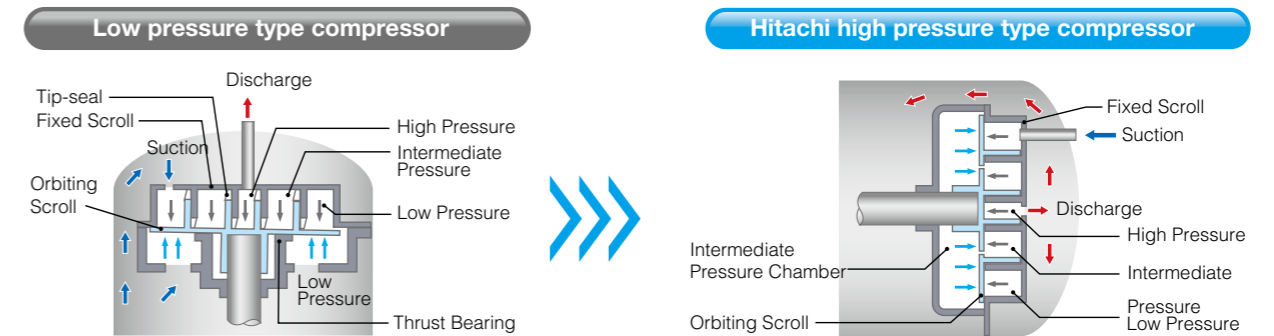 Low pressure type compressor
Discharge
Tip-seal
Fixed Scroll
Suction
Orbiting
Scroll
High Pressure
Intermediate
Pressure
Low Pressure
Low
Pressure
Thrust Bearing
Hitachi high pressure type compressor
Fixed Scroll
Suction
Discharge
High Pressure
Intermediate
Pressure Chamber
Intermediate
Pressure
Low Pressure
Orbiting Scroll